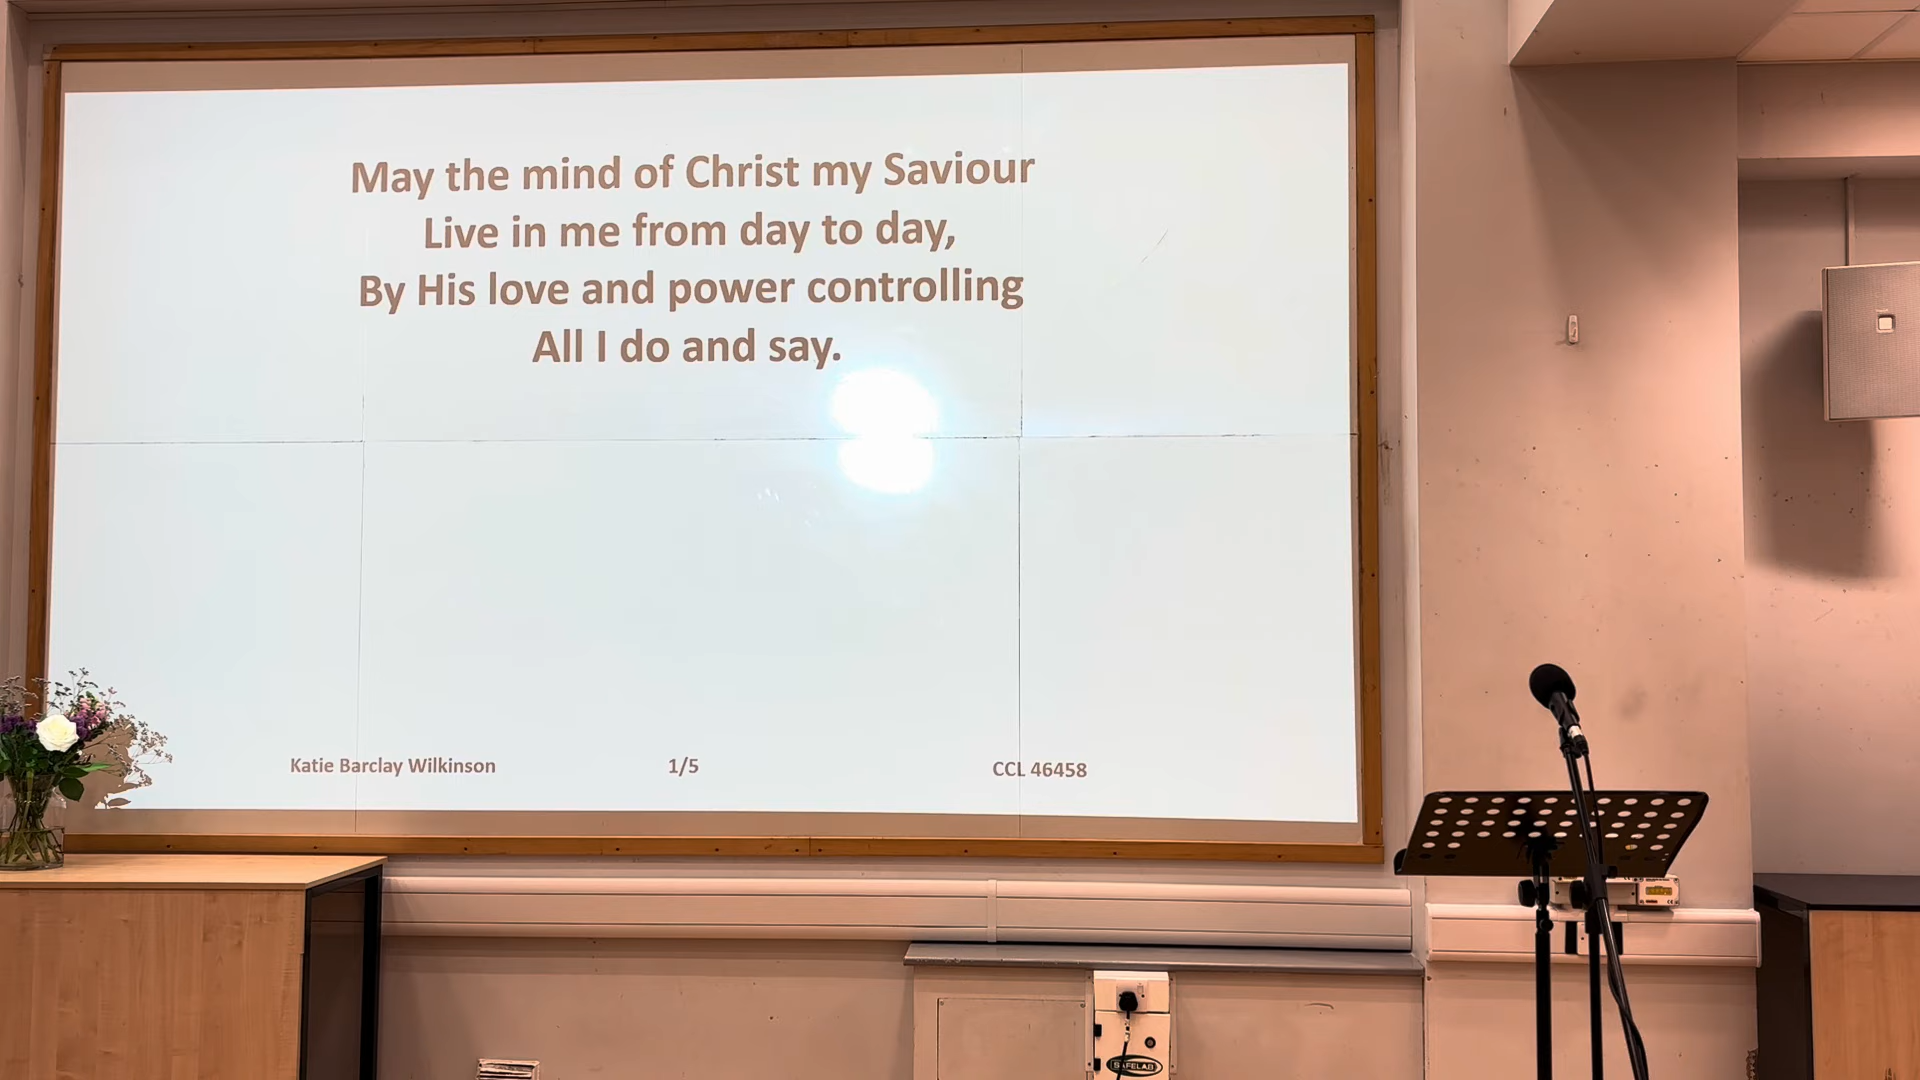 May the mind of Christ my Saviour
Live in me from day to day,
By His love and power controlling
All I do and say.
Katie Barclay Wilkinson 1/5 CCL 46458
SAFELAB